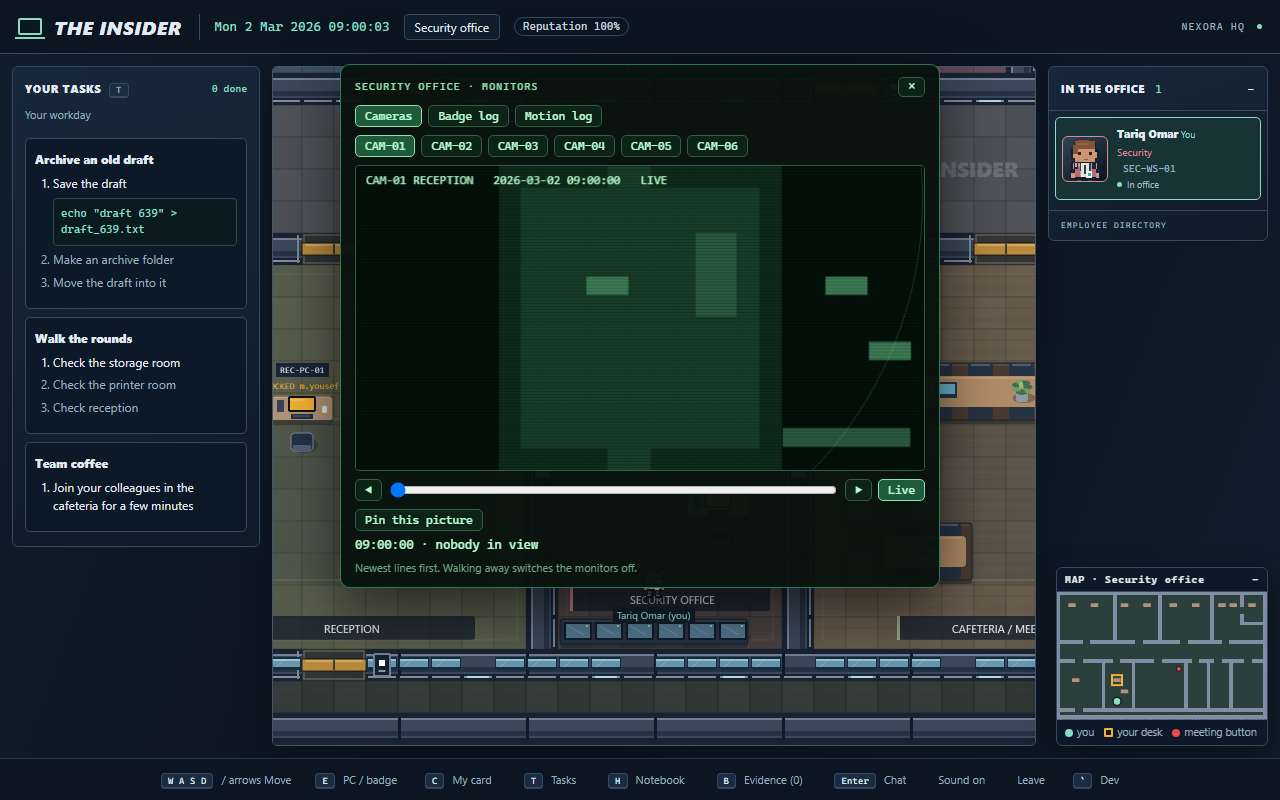 THE INSIDER
Mon 2 Mar 2026 09:00:03
Security office
Reputation 100%
NEXORA HQ
YOUR TASKS T
0 done
Your workday
Archive an old draft
1. Save the draft
echo "draft 639" >
draft_639.txt
2. Make an archive folder
3. Move the draft into it
Walk the rounds
1. Check the storage room
2. Check the printer room
3. Check reception
Team coffee
1. Join your colleagues in the
cafeteria for a few minutes
SECURITY OFFICE · MONITORS
×
Cameras
Badge log
Motion log
CAM-01
CAM-02
CAM-03
CAM-04
CAM-05
CAM-06
CAM-01 RECEPTION 2026-03-02 09:00:00 LIVE
Live
Pin this picture
09:00:00 · nobody in view
Newest lines first. Walking away switches the monitors off.
INSIDER
REC-PC-01
OCKED m.yousef
SECURITY OFFICE
Tariq Omar (you)
RECEPTION
CAFETERIA / MEE
IN THE OFFICE 1
Tariq Omar You
Security
SEC-WS-01
In office
EMPLOYEE DIRECTORY
MAP · Security office
you
your desk
meeting button
W A S D / arrows Move
E PC / badge
C My card
T Tasks
H Notebook
B Evidence (0)
Enter Chat
Sound on
Leave
` Dev